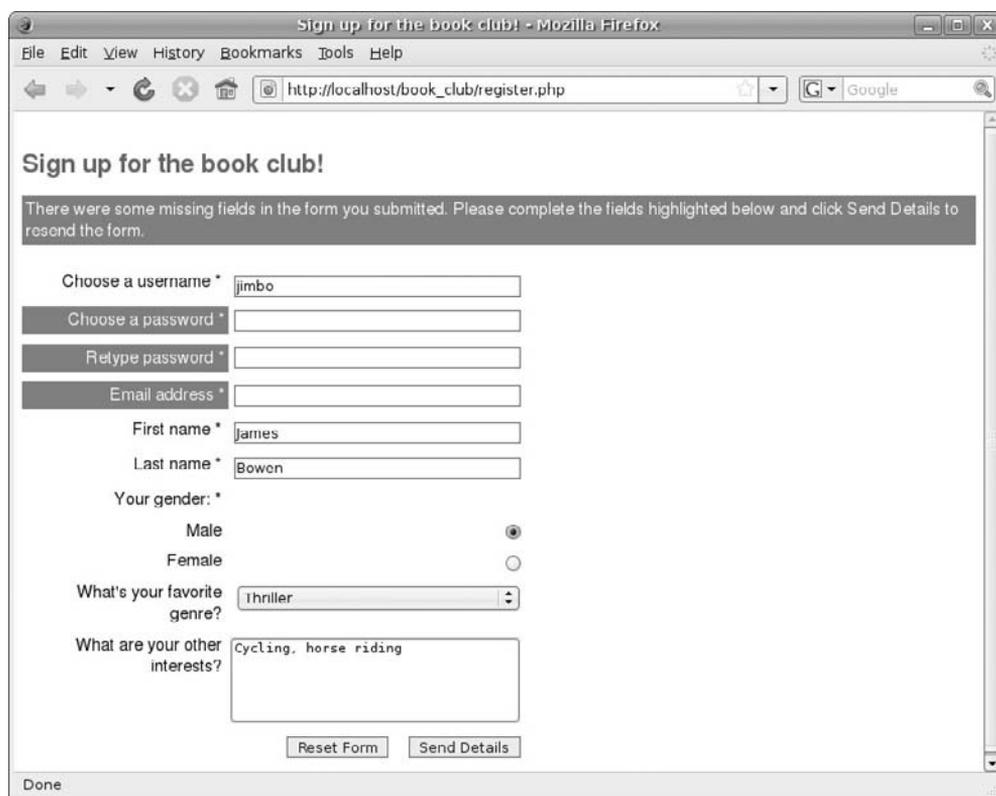 Sign up for the book club! - Mozilla Firefox
File Edit View History Bookmarks Tools Help
http://localhost/book_club/register.php
G Google
Sign up for the book club!
There were some missing fields in the form you submitted. Please complete the fields highlighted below and click Send Details to
resend the form.
Choose a username * jimbo
Choose a password *
Retype password *
Email address *
First name * James
Last name * Bowen
Your gender: *
Male
Female
What's your favorite
genre? Thriller
What are your other
interests? Cycling, horse riding
Reset Form Send Details
Done